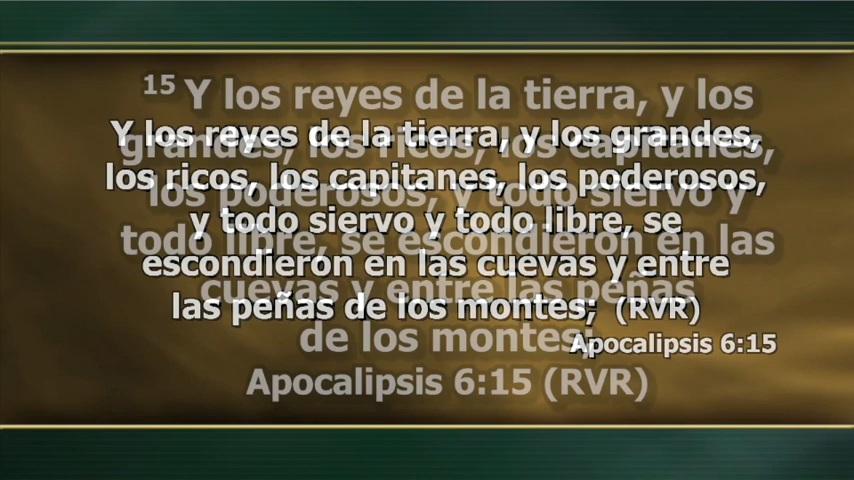 Y los reyes de la tierra, y los grandes,
los ricos, los capitanes, los poderosos,
y todo siervo y todo libre, se
escondieron en las cuevas y entre
las peñas de los montes; (RVR)
Apocalipsis 6:15
15 Y los reyes de la tierra, y los
grandes, los ricos, los capitanes,
los poderosos, y todo siervo y
todo libre, se escondieron en las
cuevas y entre las peñas
de los montes;
Apocalipsis 6:15 (RVR)